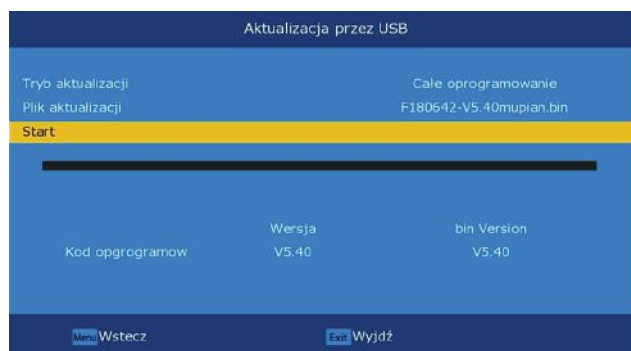 Aktualizacja przez USB
Tryb aktualizacji Całe oprogramowanie
Plik aktualizacji F180642-V5.40mupian.bin
Start
Wersja bin Version
Kod opgrogramow V5.40 V5.40
Menu Wstecz Exit Wyjdź